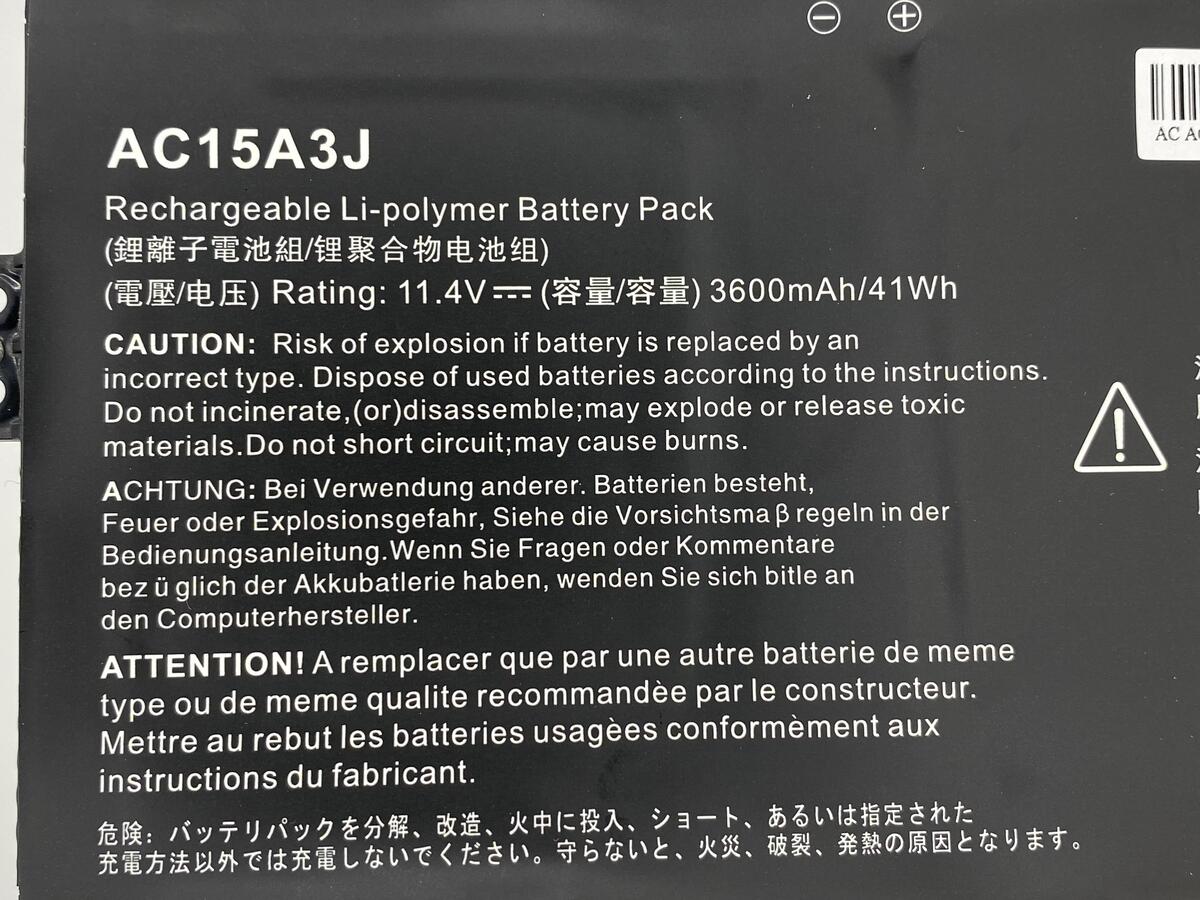 AC15A3J
Rechargeable Li-polymer Battery Pack
(鋰離子電池組/锂聚合物电池组)
(電壓/电压) Rating: 11.4V⎓(容量/容量) 3600mAh/41Wh
CAUTION: Risk of explosion if battery is replaced by an
incorrect type. Dispose of used batteries according to the instructions.
Do not incinerate,(or)disassemble;may explode or release toxic
materials.Do not short circuit;may cause burns.
ACHTUNG: Bei Verwendung anderer. Batterien besteht,
Feuer oder Explosionsgefahr, Siehe die Vorsichtsma β regeln in der
Bedienungsanleitung.Wenn Sie Fragen oder Kommentare
bez ü glich der Akkubatlerie haben, wenden Sie sich bitle an
den Computerhersteller.
ATTENTION! A remplacer que par une autre batterie de meme
type ou de meme qualite recommandèe par le constructeur.
Mettre au rebut les batteries usagèes conformèment aux
instructions du fabricant.
危険: バッテリパックを分解、改造、火中に投入、ショート、あるいは指定された
充電方法以外では充電しないでください。守らないと、火災、破裂、発熱の原因となります。
AC